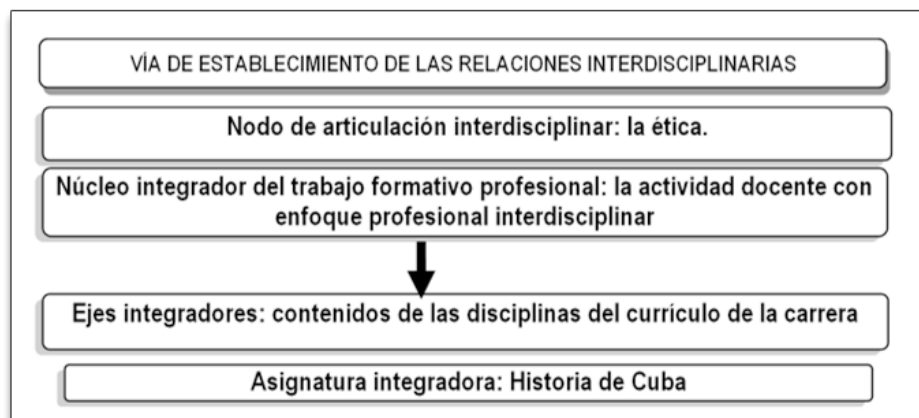 VÍA DE ESTABLECIMIENTO DE LAS RELACIONES INTERDISCIPLINARIAS
Nodo de articulación interdisciplinar: la ética.
Núcleo integrador del trabajo formativo profesional: la actividad docente con
enfoque profesional interdisciplinar
Ejes integradores: contenidos de las disciplinas del currículo de la carrera
Asignatura integradora: Historia de Cuba